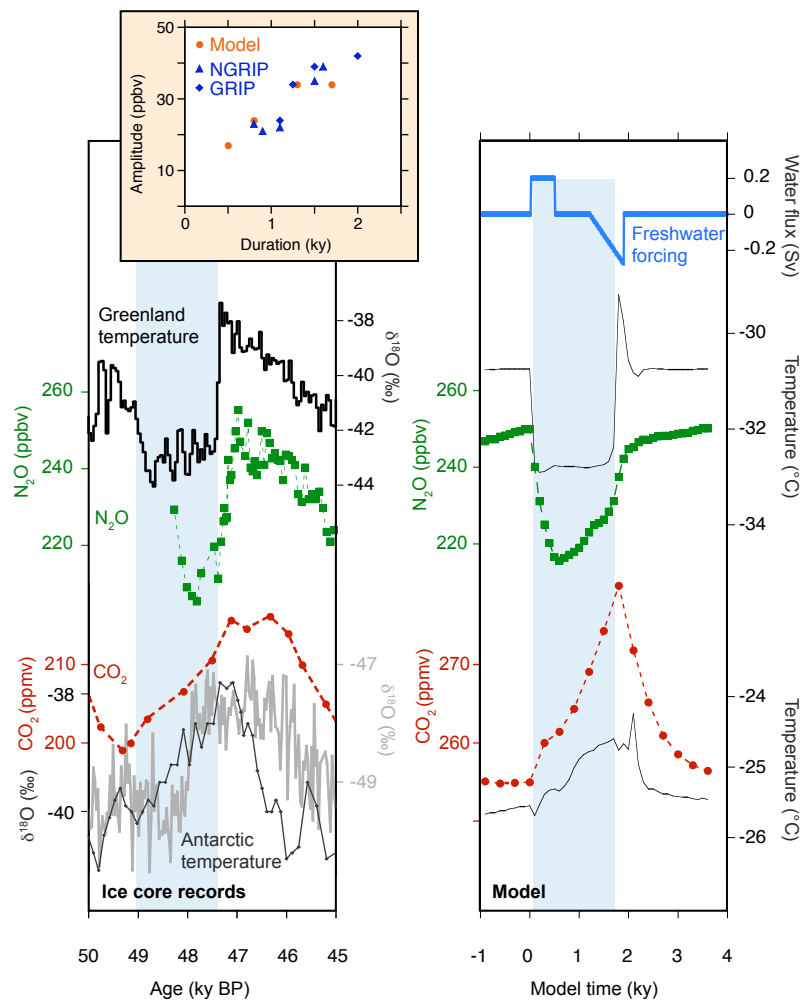 50
30
10
Amplitude (ppbv)
Model
NGRIP
GRIP
0
1
2
Duration (ky)
Greenland
temperature
-38
-40
-42
-44
δ18O (‰)
260
240
220
N2O (ppbv)
N2O
210
200
CO2 (ppmv)
CO2
-38
-40
δ18O (‰)
-47
-49
δ18O (‰)
Antarctic
temperature
Ice core records
50
49
48
47
46
45
Age (ky BP)
0.2
0
-0.2
Water flux (Sv)
Freshwater
forcing
-30
-32
-34
Temperature (°C)
260
240
220
N2O (ppbv)
270
260
CO2 (ppmv)
-24
-25
-26
Temperature (°C)
Model
-1
0
1
2
3
4
Model time (ky)